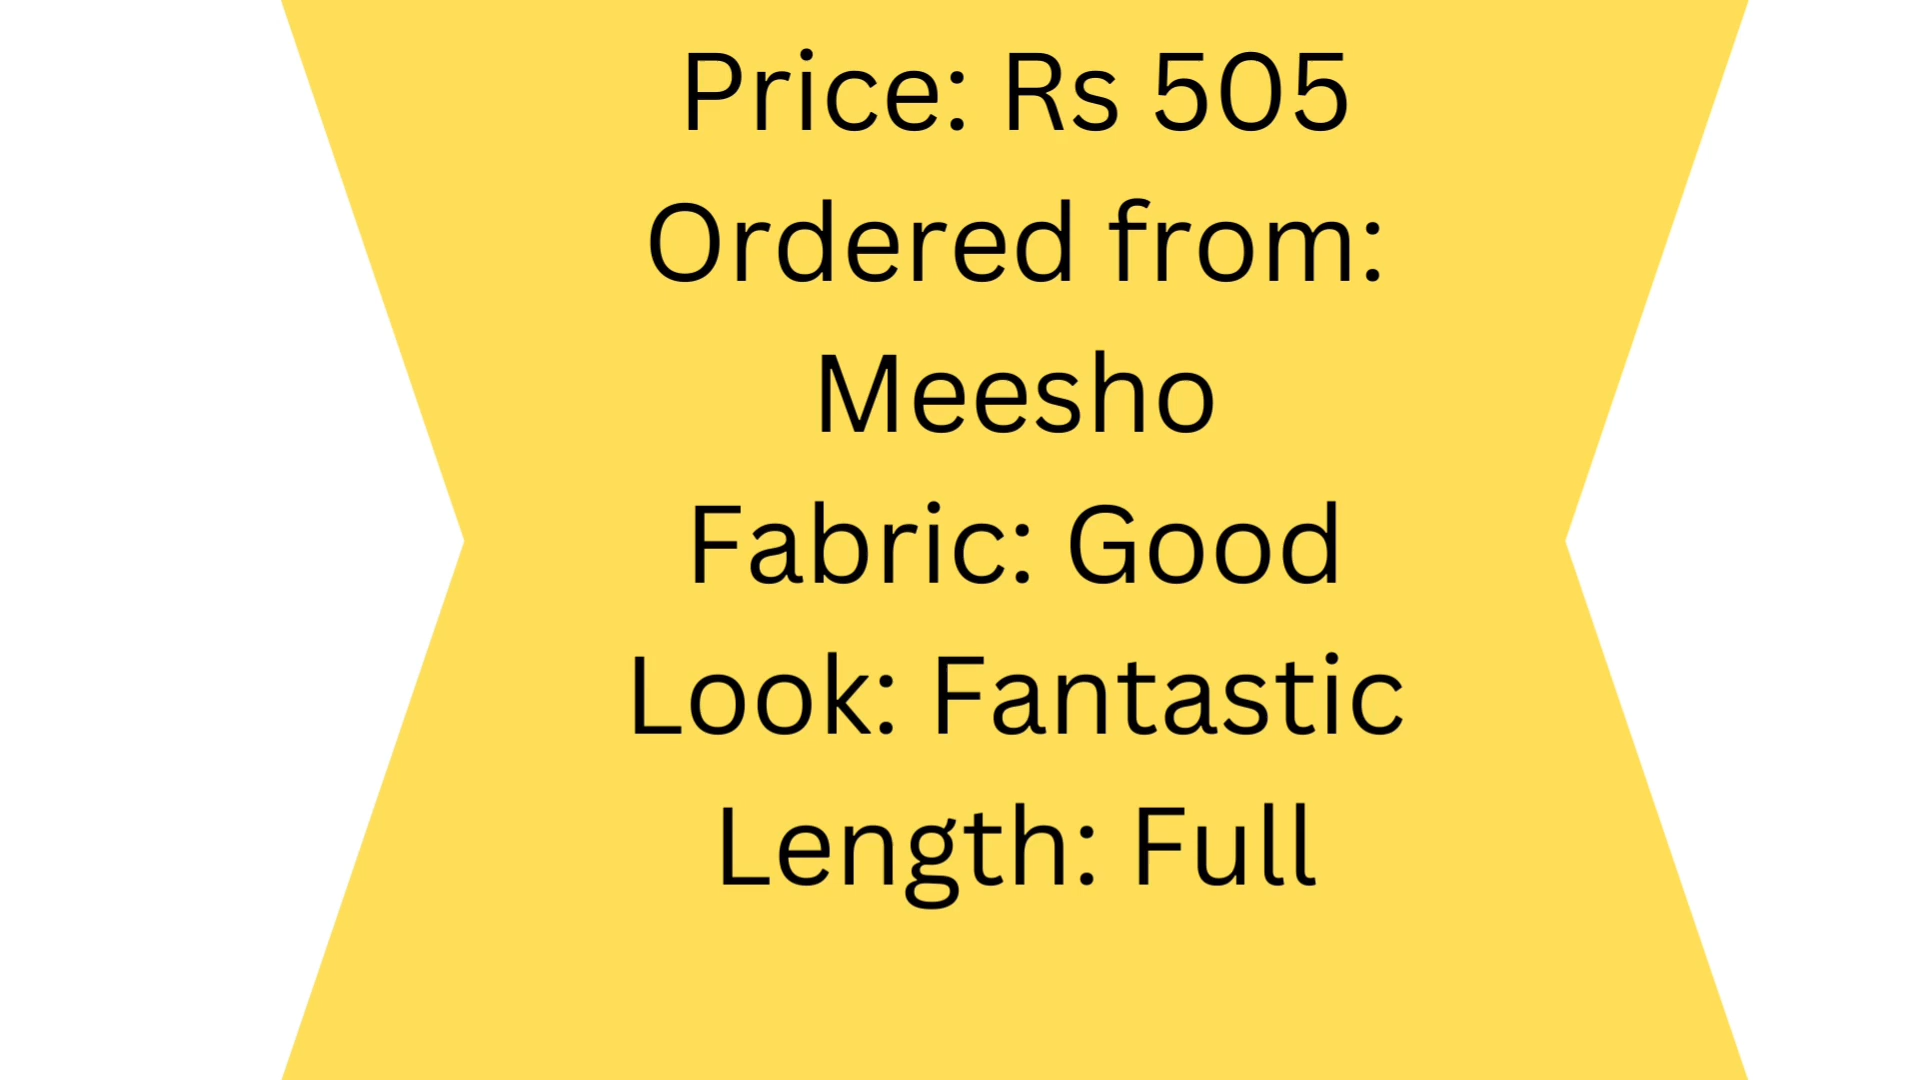 Price: Rs 505
Ordered from:
Meesho
Fabric: Good
Look: Fantastic
Length: Full